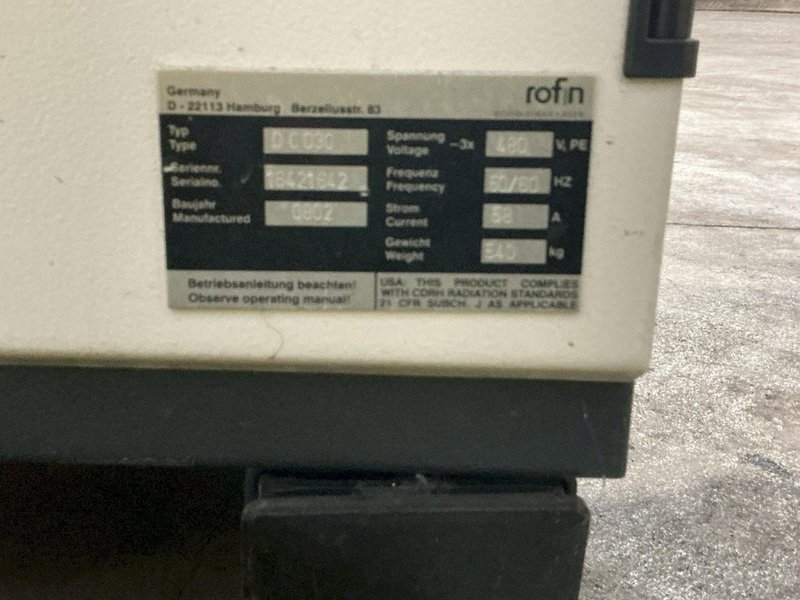 Germany
D - 22113 Hamburg Berzeliusstr. 83
rofin
Typ
Type
DC030
Seriennr.
Serialno.
Baujahr
Manufactured
0902
Spannung
Voltage ~3x 480 V, PE
Frequenz
Frequency HZ
Strom
Current A
Gewicht
Weight kg
Betriebsanleitung beachten!
Observe operating manual!
USA: THIS PRODUCT COMPLIES
WITH CDRH RADIATION STANDARDS
21 CFR SUBCH. J AS APPLICABLE